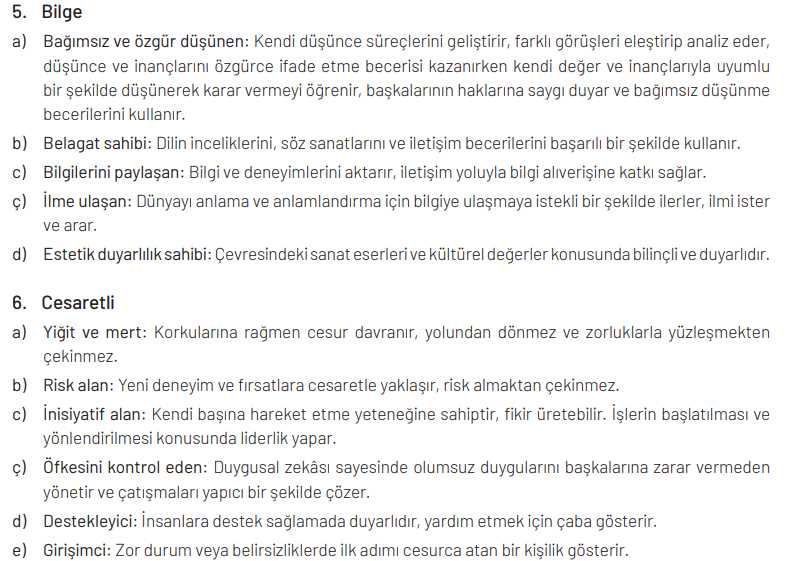 5. Bilge
a) Bağımsız ve özgür düşünen: Kendi düşünce süreçlerini geliştirir, farklı görüşleri eleştirip analiz eder,
düşünce ve inançlarını özgürce ifade etme becerisi kazanırken kendi değer ve inançlarıyla uyumlu
bir şekilde düşünerek karar vermeyi öğrenir, başkalarının haklarına saygı duyar ve bağımsız düşünme
becerilerini kullanır.
b) Belagat sahibi: Dilin inceliklerini, söz sanatlarını ve iletişim becerilerini başarılı bir şekilde kullanır.
c) Bilgilerini paylaşan: Bilgi ve deneyimlerini aktarır, iletişim yoluyla bilgi alıverişine katkı sağlar.
ç) İlme ulaşan: Dünyayı anlama ve anlamlandırma için bilgiye ulaşmaya istekli bir şekilde ilerler, ilmi ister
ve arar.
d) Estetik duyarlılık sahibi: Çevresindeki sanat eserleri ve kültürel değerler konusunda bilinçli ve duyarlıdır.
6. Cesaretli
a) Yiğit ve mert: Korkularına rağmen cesur davranır, yolundan dönmez ve zorluklarla yüzleşmekten
çekinmez.
b) Risk alan: Yeni deneyim ve fırsatlara cesaretle yaklaşır, risk almaktan çekinmez.
c) İnisiyatif alan: Kendi başına hareket etme yeteneğine sahiptir, fikir üretebilir. İşlerin başlatılması ve
yönlendirilmesi konusunda liderlik yapar.
ç) Öfkesini kontrol eden: Duygusal zekâsı sayesinde olumsuz duygularını başkalarına zarar vermeden
yönetir ve çatışmaları yapıcı bir şekilde çözer.
d) Destekleyici: İnsanlara destek sağlamada duyarlıdır, yardım etmek için çaba gösterir.
e) Girişimci: Zor durum veya belirsizliklerde ilk adımı cesurca atan bir kişilik gösterir.